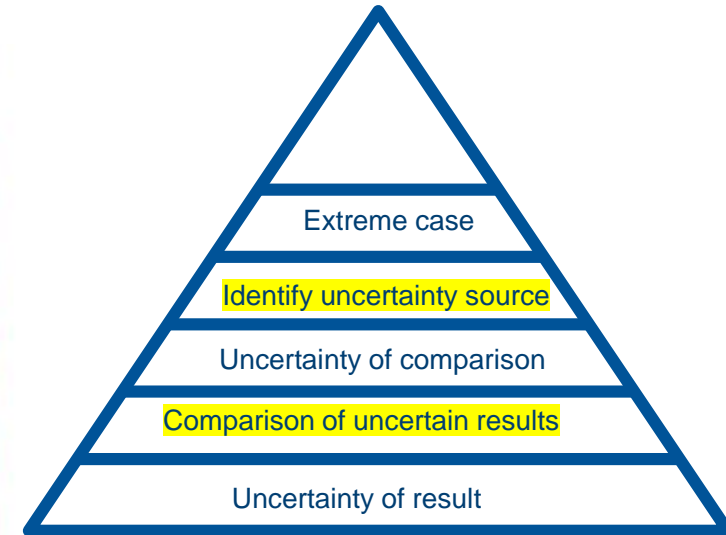 Extreme case
Identify uncertainty source
Uncertainty of comparison
Comparison of uncertain results
Uncertainty of result